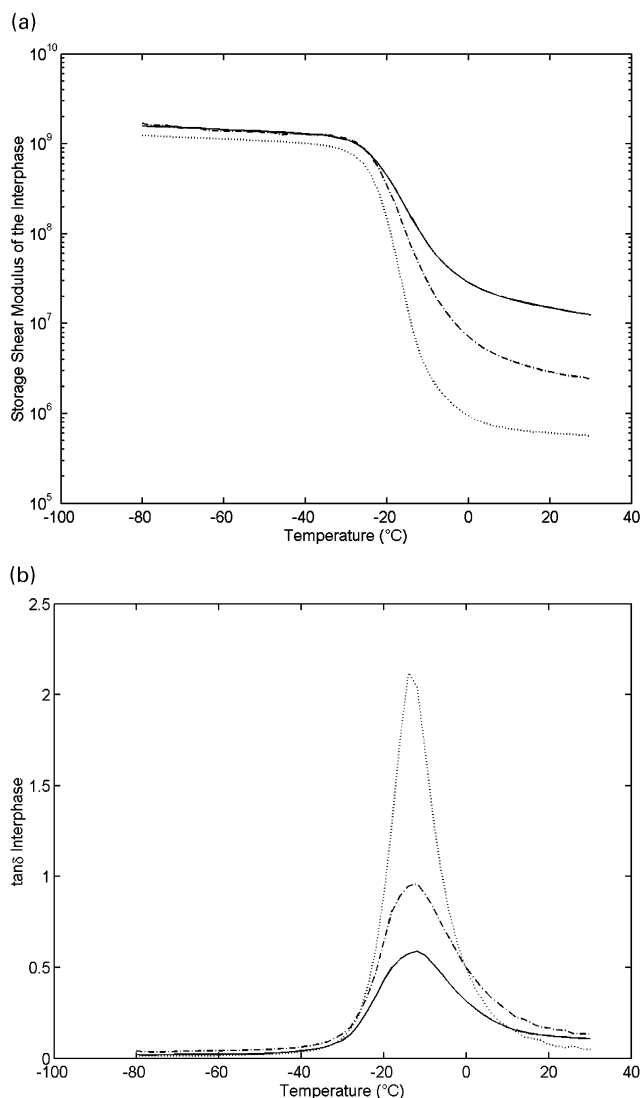 (a)
10^10
10^9
10^8
10^7
10^6
10^5
Storage Shear Modulus of the Interphase
-100 -80 -60 -40 -20 0 20 40
Temperature (°C)
(b)
2.5
2
1.5
1
0.5
0
tanδ Interphase
-100 -80 -60 -40 -20 0 20 40
Temperature (°C)